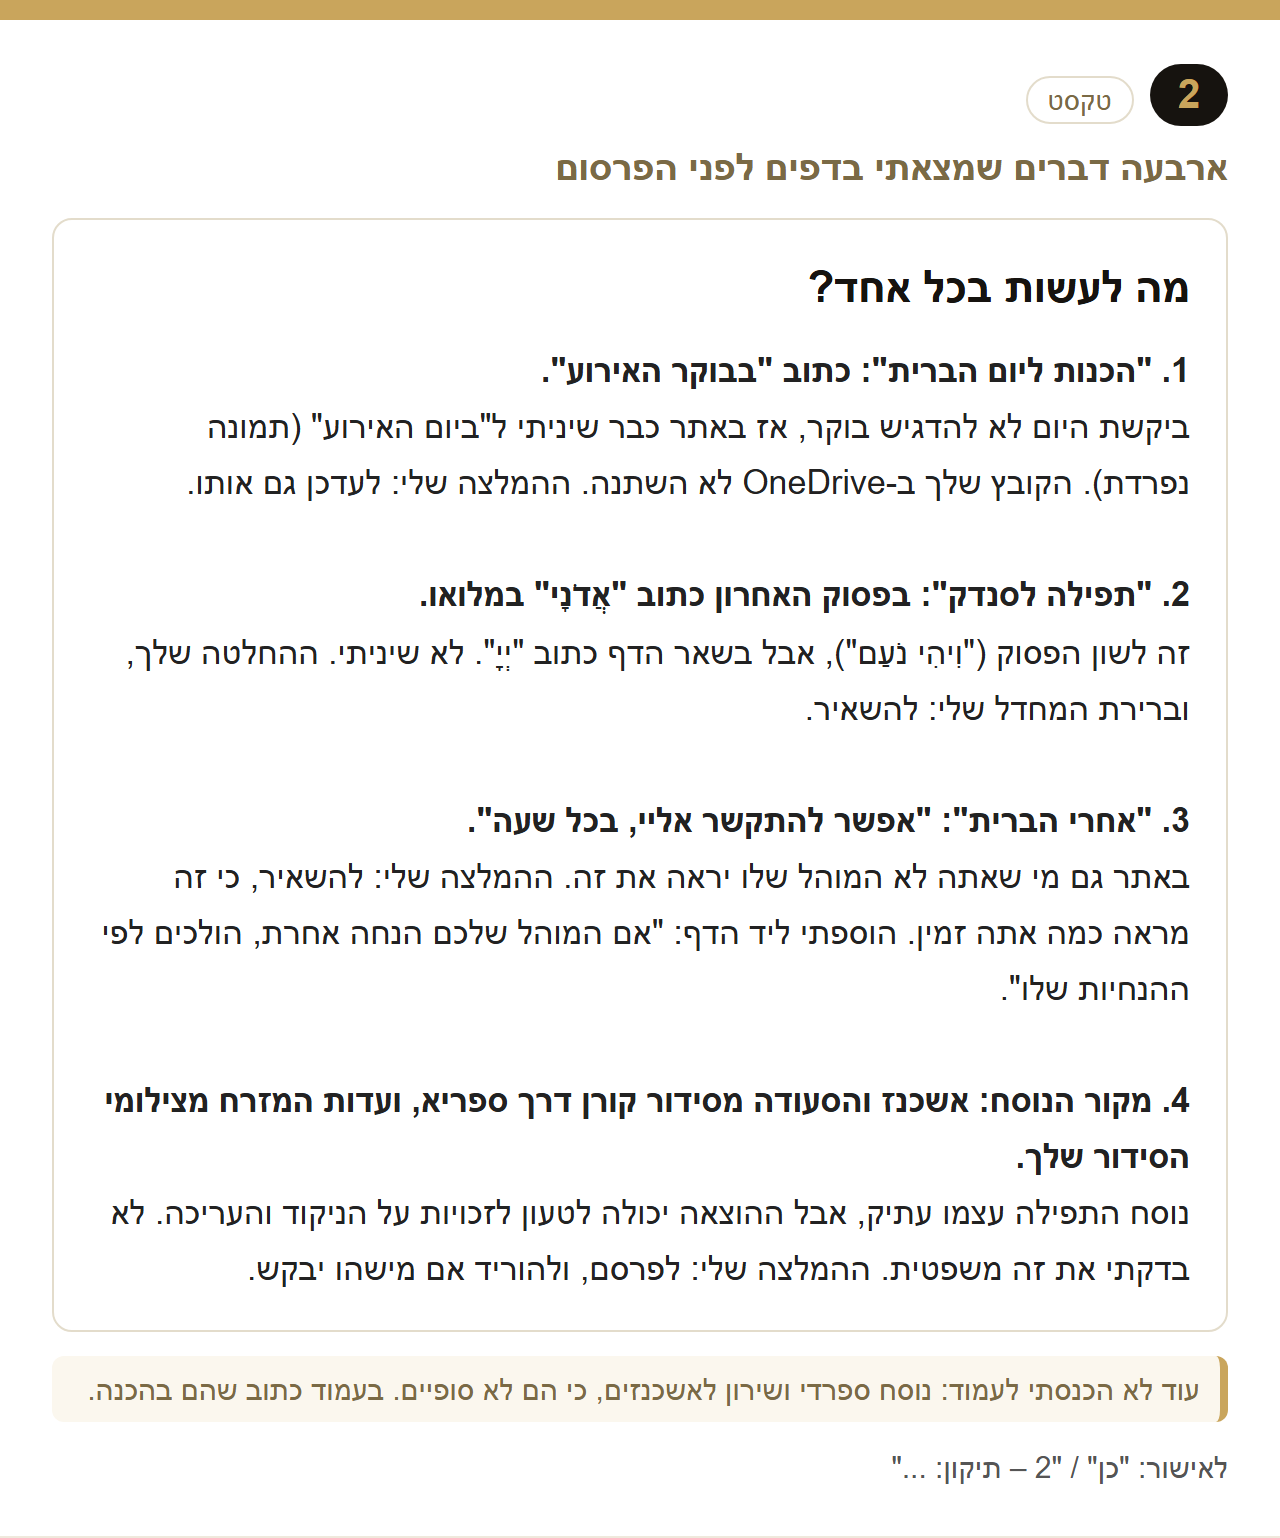 2
טקסט
ארבעה דברים שמצאתי בדפים לפני הפרסום
מה לעשות בכל אחד?
1. "הכנות ליום הברית": כתוב "בבוקר האירוע".
ביקשת היום לא להדגיש בוקר, אז באתר כבר שיניתי ל"ביום האירוע" (תמונה
נפרדת). הקובץ שלך ב-OneDrive לא השתנה. ההמלצה שלי: לעדכן גם אותו.
2. "תפילה לסנדק": בפסוק האחרון כתוב "אֲדֹנָי" במלואו.
זה לשון הפסוק ("וִיהִי נֹעַם"), אבל בשאר הדף כתוב "יְיָ". לא שיניתי. ההחלטה שלך,
וברירת המחדל שלי: להשאיר.
3. "אחרי הברית": "אפשר להתקשר אליי, בכל שעה".
באתר גם מי שאתה לא המוהל שלו יראה את זה. ההמלצה שלי: להשאיר, כי זה
מראה כמה אתה זמין. הוספתי ליד הדף: "אם המוהל שלכם הנחה אחרת, הולכים לפי
ההנחיות שלו".
4. מקור הנוסח: אשכנז והסעודה מסידור קורן דרך ספריא, ועדות המזרח מצילומי
הסידור שלך.
נוסח התפילה עצמו עתיק, אבל ההוצאה יכולה לטעון לזכויות על הניקוד והעריכה. לא
בדקתי את זה משפטית. ההמלצה שלי: לפרסם, ולהוריד אם מישהו יבקש.
עוד לא הכנסתי לעמוד: נוסח ספרדי ושירון לאשכנזים, כי הם לא סופיים. בעמוד כתוב שהם בהכנה.
לאישור: "כן" / "2 – תיקון: ..."